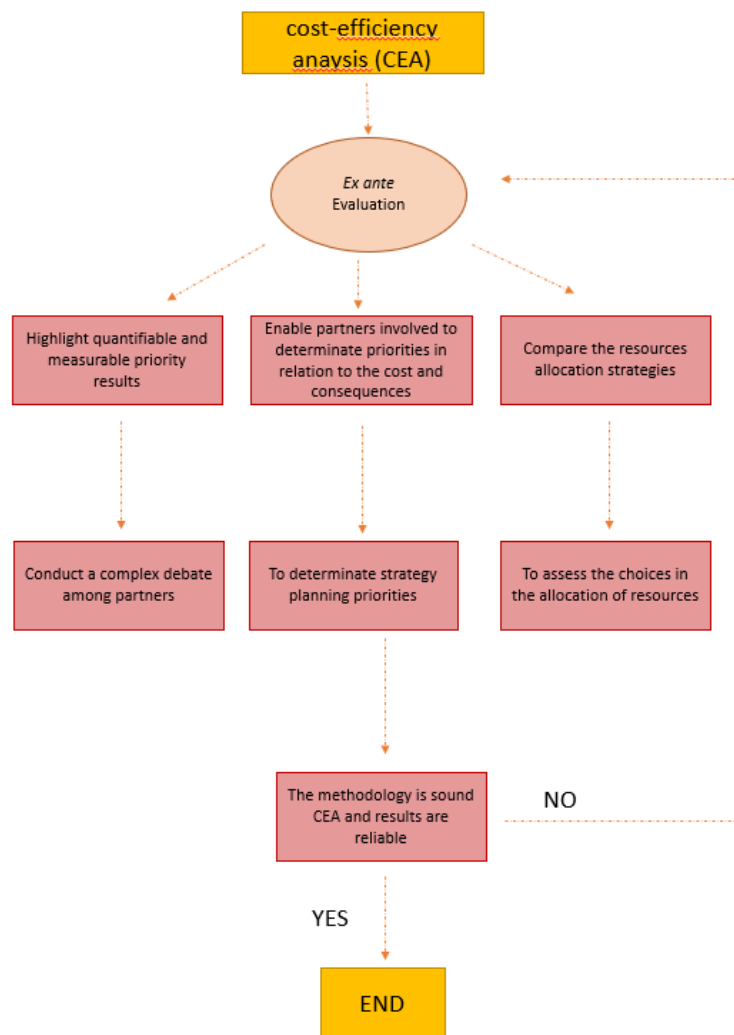 cost-efficiency
anaysis (CEA)
Ex ante
Evaluation
Highlight quantifiable and
measurable priority
results
Enable partners involved to
determinate priorities in
relation to the cost and
consequences
Compare the resources
allocation strategies
Conduct a complex debate
among partners
To determinate strategy
planning priorities
To assess the choices in
the allocation of resources
The methodology is sound
CEA and results are
reliable
NO
YES
END